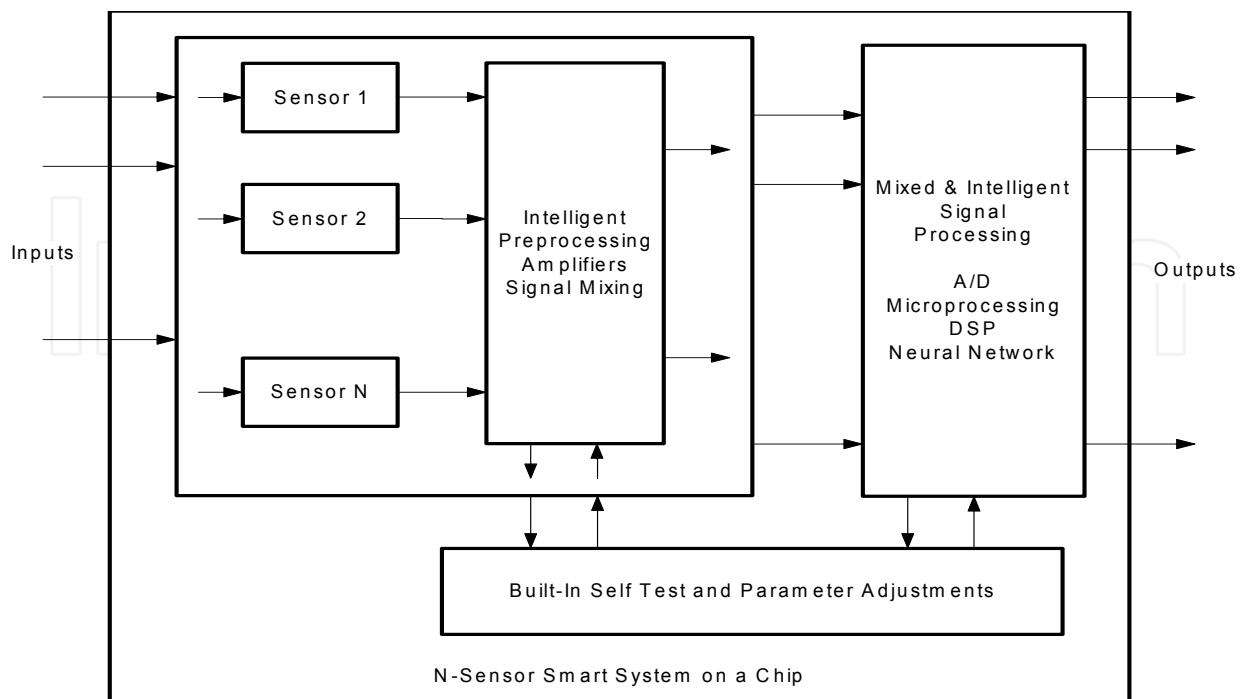 Sensor 1
Sensor 2
Sensor N
Intelligent
Preprocessing
Amplifiers
Signal Mixing
Mixed & Intelligent
Signal
Processing
A/D
Microprocessing
DSP
Neural Network
Inputs
Outputs
Built-In Self Test and Parameter Adjustments
N-Sensor Smart System on a Chip